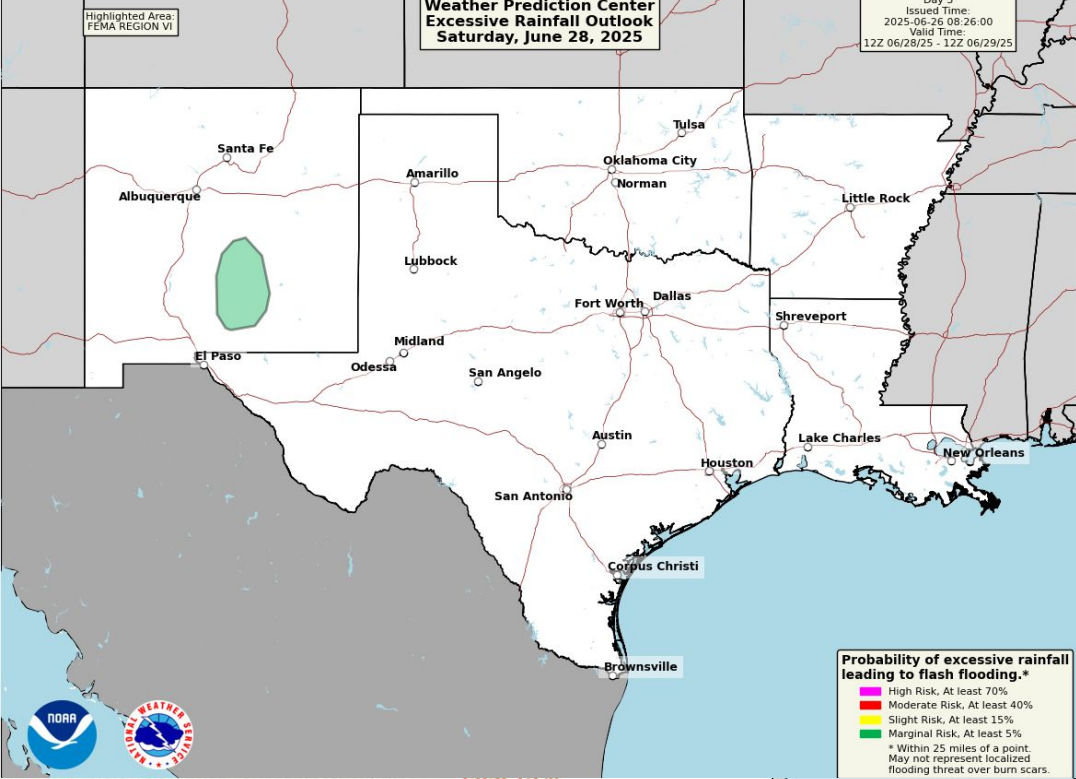 Highlighted Area:
FEMA REGION VI
Weather Prediction Center
Excessive Rainfall Outlook
Saturday, June 28, 2025
Issued Time:
2025-06-26 08:26:00
Valid Time:
12Z 06/28/25 - 12Z 06/29/25
Santa Fe
Albuquerque
Amarillo
Lubbock
Tulsa
Oklahoma City
Norman
Little Rock
Fort Worth
Dallas
Shreveport
El Paso
Midland
Odessa
San Angelo
Austin
San Antonio
Houston
Lake Charles
New Orleans
Corpus Christi
Brownsville
Probability of excessive rainfall
leading to flash flooding.*
High Risk, At least 70%
Moderate Risk, At least 40%
Slight Risk, At least 15%
Marginal Risk, At least 5%
* Within 25 miles of a point.
May not represent localized
flooding threat over burn scars.
NOAA
NATIONAL WEATHER SERVICE